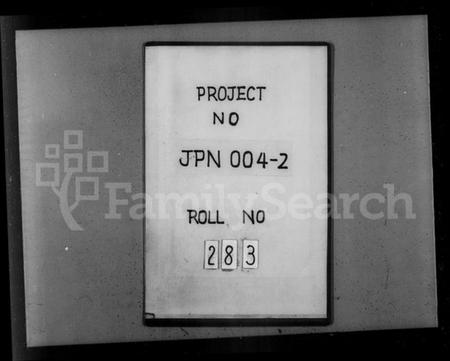 PROJECT
NO
JPN 004-2
FamilySearch
ROLL NO
283